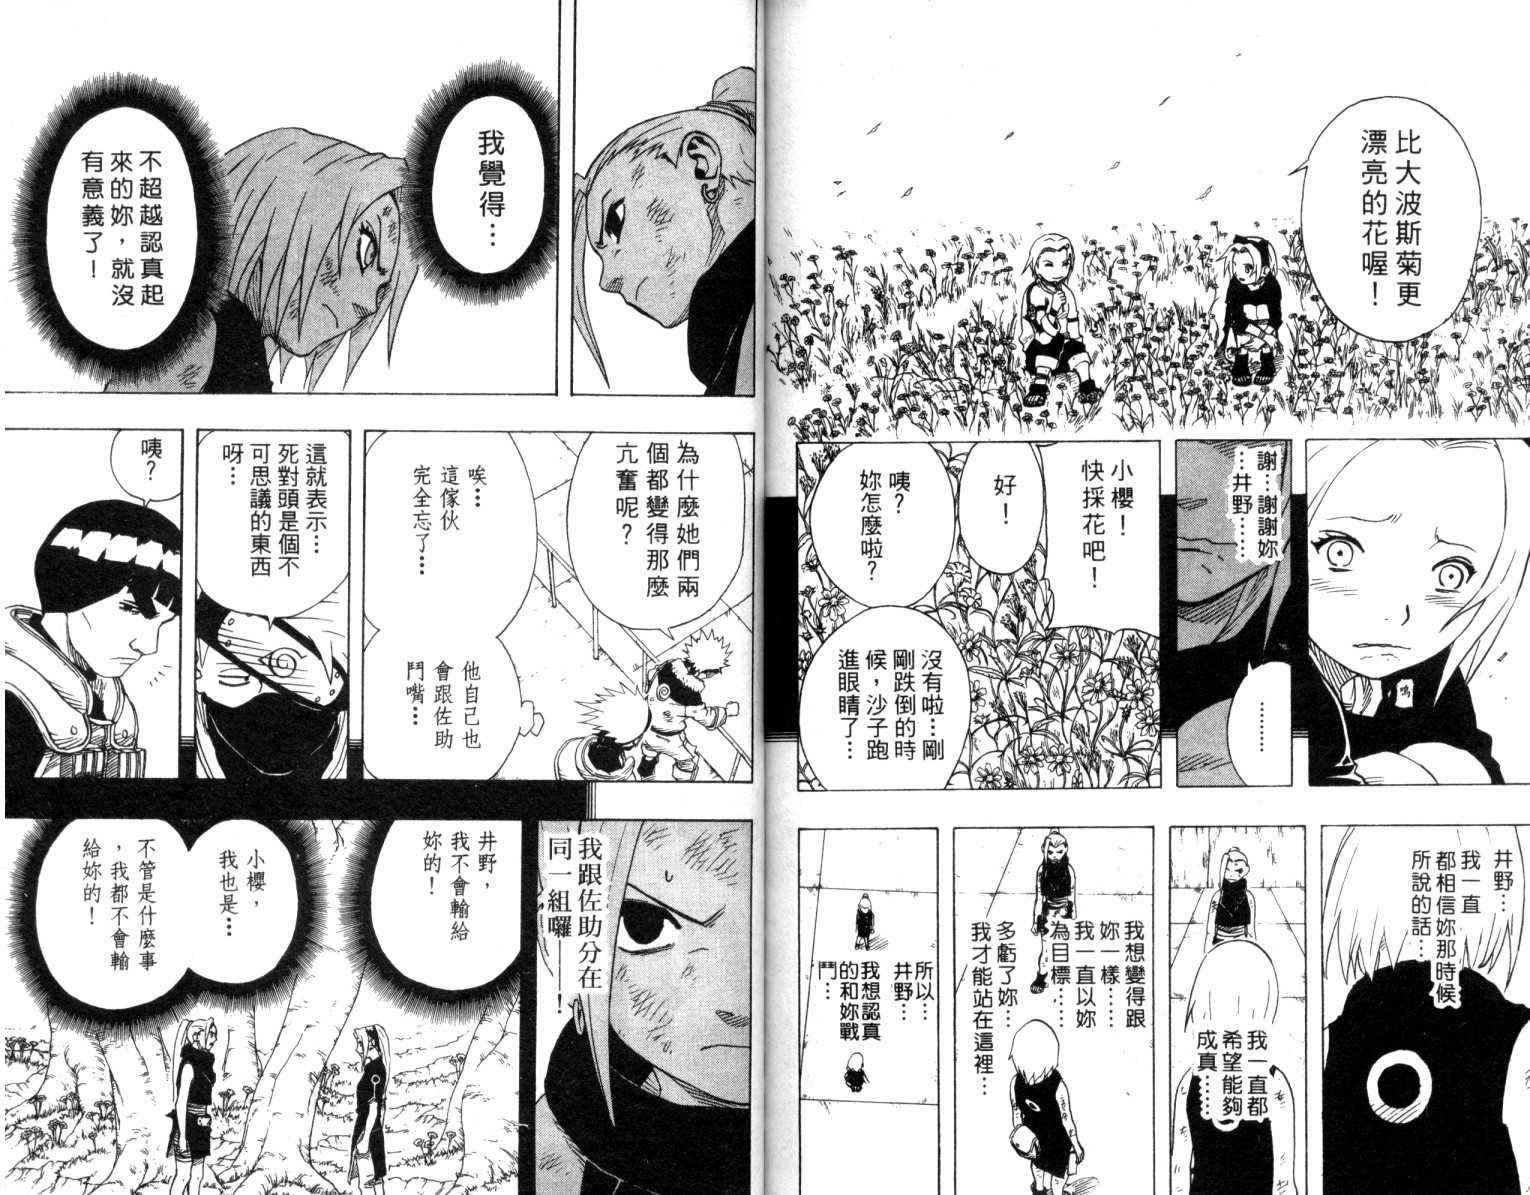 比大波斯菊更
漂亮的花喔！
謝…謝謝妳
…井野……
………
小櫻！
快採花吧！
好！
咦？
妳怎麼啦？
沒有啦…剛
剛跌倒的時
候，沙子跑
進眼睛了…
井野…
我一直
都相信妳那時候
所說的話…
我一直都
希望能夠
成真……
我想變得跟
妳一樣……
我一直以妳
為目標……
多虧了妳…
我才能站在這裡…
所以…
井野…
我想認真
的和妳戰
鬥…
我覺得…
不超越認真起
來的妳，就沒
有意義了！
為什麼她們兩
個都變得那麼
亢奮呢？
唉…
這傢伙
完全忘了…
他自己也
會跟佐助
鬥嘴…
這就表示…
死對頭是個不
可思議的東西
呀…
咦？
我跟佐助分在
同一組囉——！
井野，
我不會輸給
妳的！
小櫻，
我也是…
不管是什麼事
，我都不會輸
給妳的！